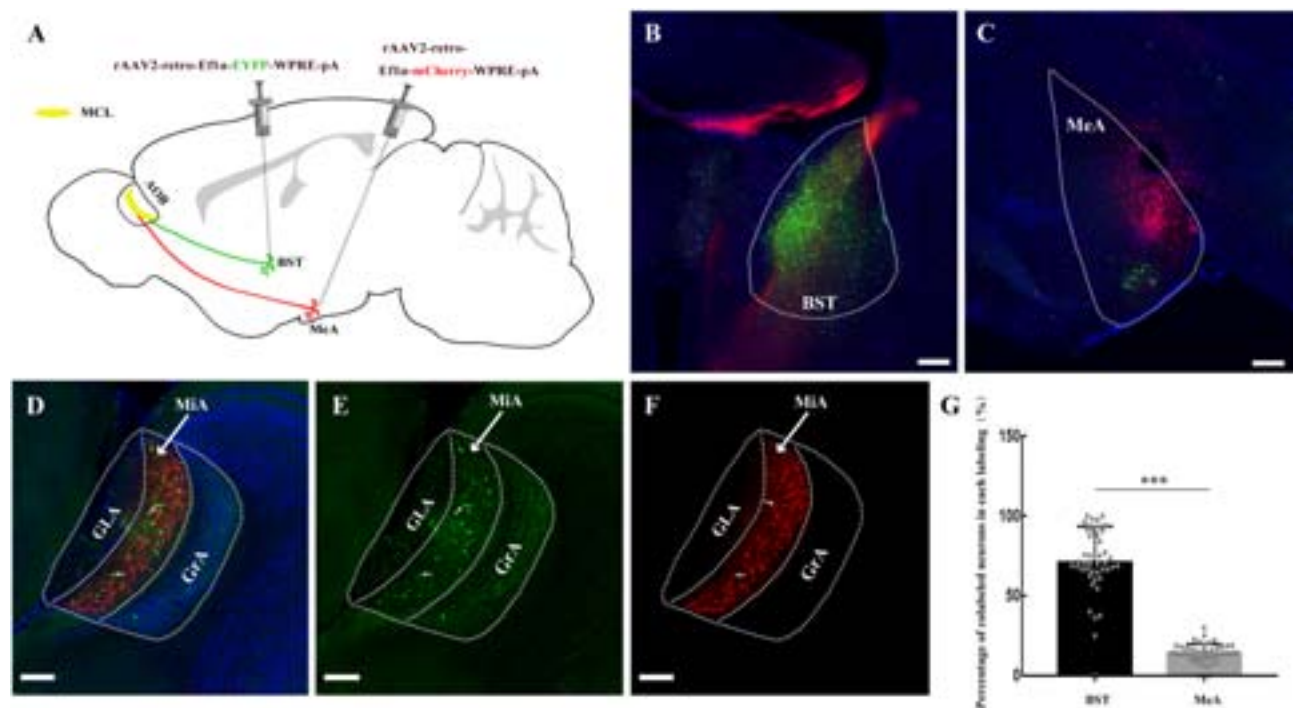 A
rAAV2-retro-Ef1α-EYFP-WPRE-pA
rAAV2-retro-
Ef1α-mCherry-WPRE-pA
MCL
AOB
BST
MeA
B
BST
C
MeA
D
MiA
GLA
GrA
E
MiA
GLA
GrA
F
MiA
GLA
GrA
G
Percentage of colabeled neurons in each labeling (%)
150
***
100
50
0
BST
MeA